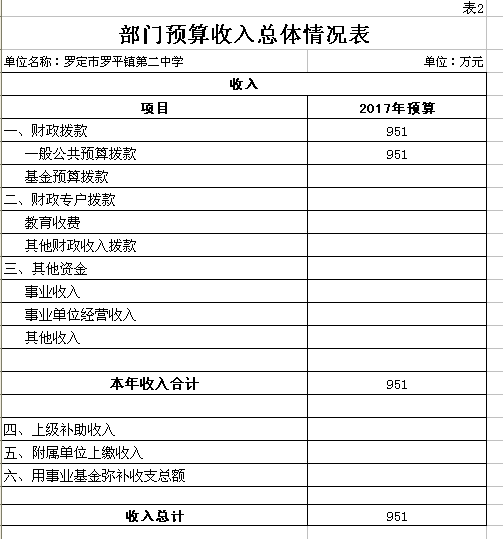 表2
部门预算收入总体情况表
单位名称：罗定市罗平镇第二中学 单位：万元
收入
项目 2017年预算
一、财政拨款 951
一般公共预算拨款 951
基金预算拨款
二、财政专户拨款
教育收费
其他财政收入拨款
三、其他资金
事业收入
事业单位经营收入
其他收入
本年收入合计 951
四、上级补助收入
五、附属单位上缴收入
六、用事业基金弥补收支总额
收入总计 951